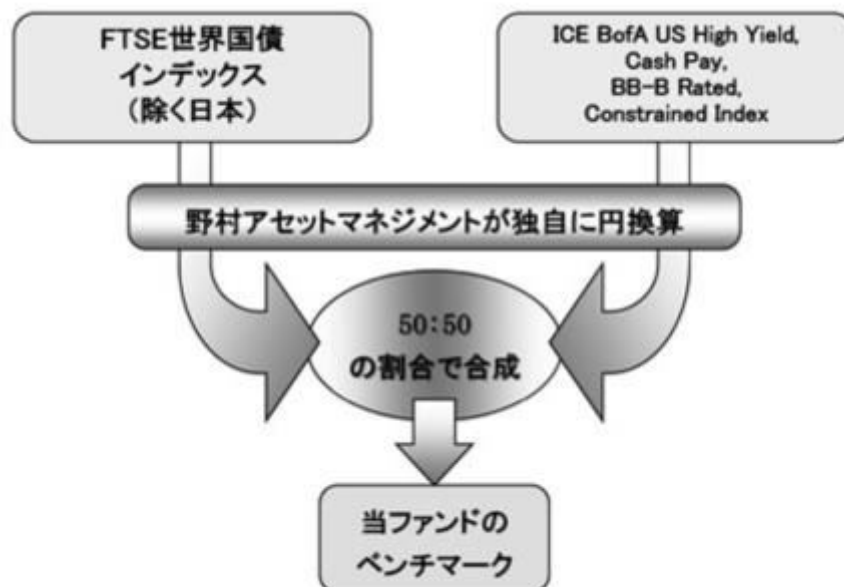 FTSE世界国債
インデックス
（除く日本）
ICE BofA US High Yield,
Cash Pay,
BB-B Rated,
Constrained Index
野村アセットマネジメントが独自に円換算
50：50
の割合で合成
当ファンドの
ベンチマーク